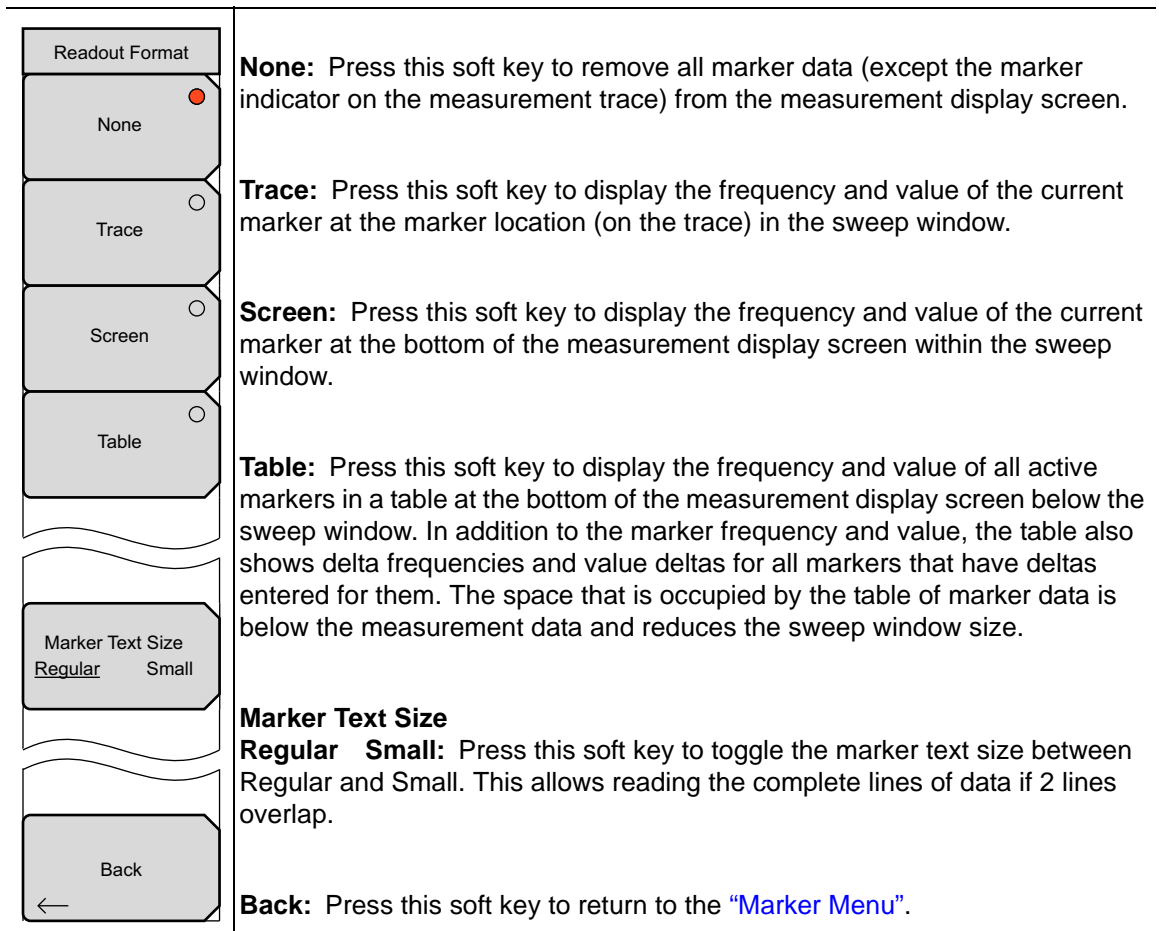 Readout Format
None
Trace
Screen
Table
Marker Text Size
Regular Small
Back
None: Press this soft key to remove all marker data (except the marker
indicator on the measurement trace) from the measurement display screen.
Trace: Press this soft key to display the frequency and value of the current
marker at the marker location (on the trace) in the sweep window.
Screen: Press this soft key to display the frequency and value of the current
marker at the bottom of the measurement display screen within the sweep
window.
Table: Press this soft key to display the frequency and value of all active
markers in a table at the bottom of the measurement display screen below the
sweep window. In addition to the marker frequency and value, the table also
shows delta frequencies and value deltas for all markers that have deltas
entered for them. The space that is occupied by the table of marker data is
below the measurement data and reduces the sweep window size.
Marker Text Size
Regular Small: Press this soft key to toggle the marker text size between
Regular and Small. This allows reading the complete lines of data if 2 lines
overlap.
Back: Press this soft key to return to the “Marker Menu”.